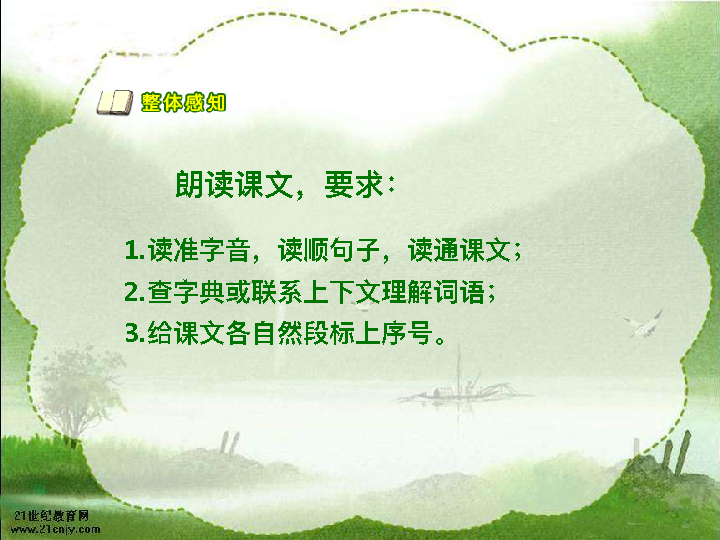 整体感知
朗读课文，要求：
1.读准字音，读顺句子，读通课文；
2.查字典或联系上下文理解词语；
3.给课文各自然段标上序号。
21世纪教育网
www.21cnjy.com